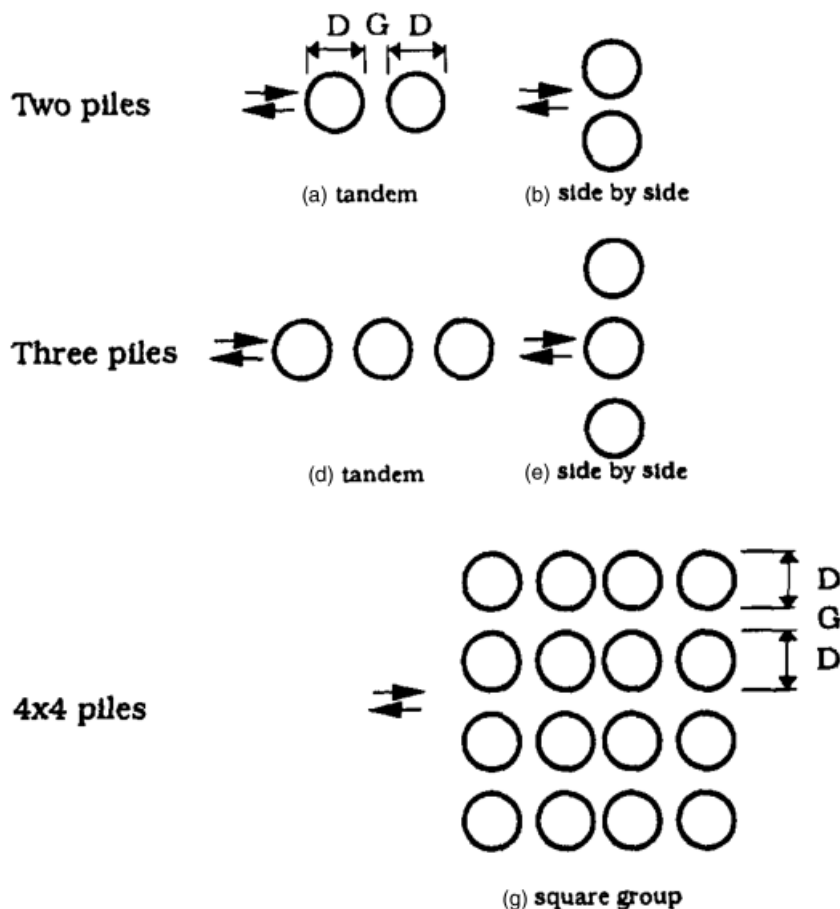 D G D
Two piles
(a) tandem
(b) side by side
Three piles
(d) tandem
(e) side by side
D
G
D
4x4 piles
(g) square group